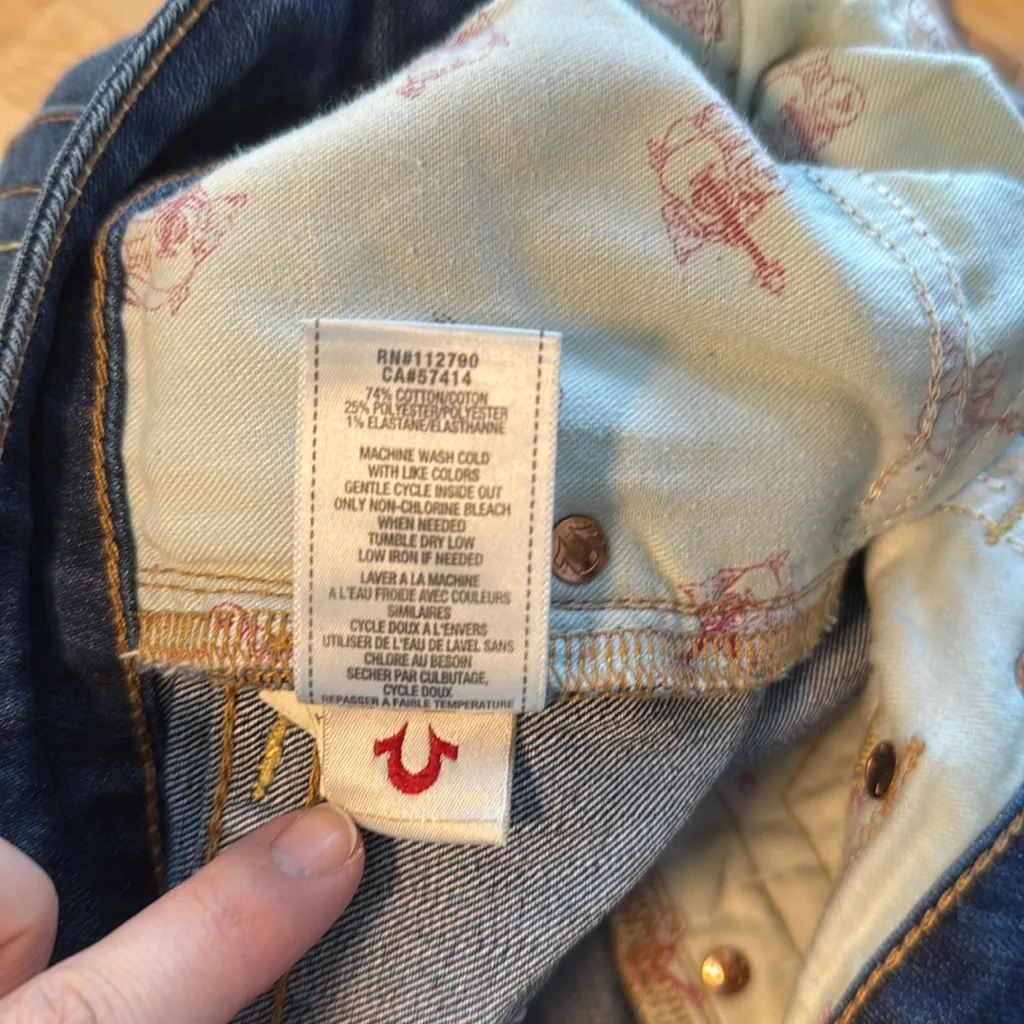 RN#112790
CA#57414
74% COTTON/COTON
25% POLYESTER/POLYESTER
1% ELASTANE/ELASTHANNE
MACHINE WASH COLD
WITH LIKE COLORS
GENTLE CYCLE INSIDE OUT
ONLY NON-CHLORINE BLEACH
WHEN NEEDED
TUMBLE DRY LOW
LOW IRON IF NEEDED
LAVER A LA MACHINE
A L'EAU FROIDE AVEC COULEURS
SIMILAIRES
CYCLE DOUX A L'ENVERS
UTILISER DE L'EAU DE LAVEL SANS
CHLORE AU BESOIN
SECHER PAR CULBUTAGE,
CYCLE DOUX
REPASSER A FAIBLE TEMPERATURE